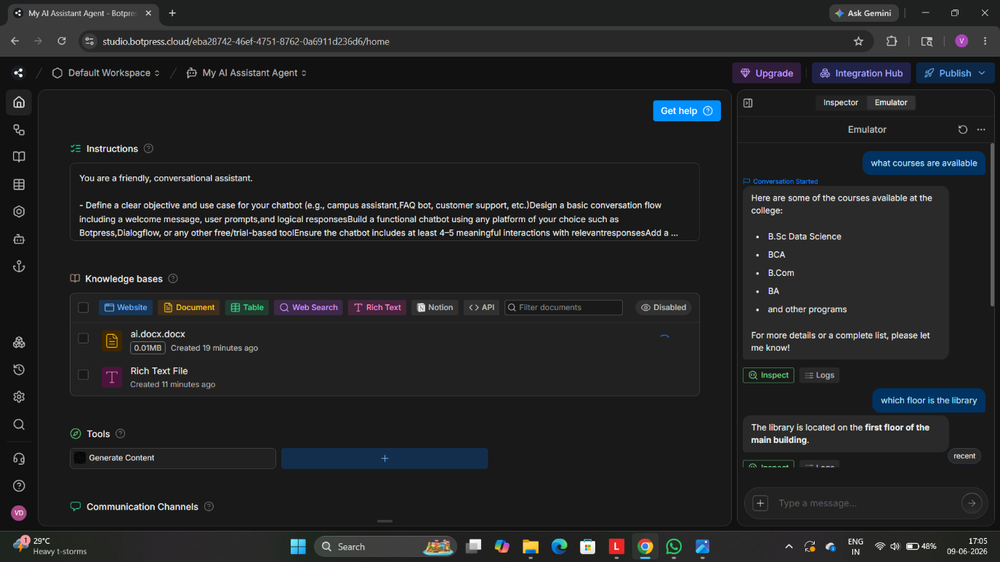 My AI Assistant Agent - Botpre
Ask Gemini
studio.botpress.cloud/eba28742-46ef-4751-8762-0a6911d236d6/home
V
Default Workspace
My AI Assistant Agent
Upgrade
Integration Hub
Publish
Get help
Instructions
You are a friendly, conversational assistant.
- Define a clear objective and use case for your chatbot (e.g., campus assistant,FAQ bot, customer support, etc.)Design a basic conversation flow
including a welcome message, user prompts,and logical responsesBuild a functional chatbot using any platform of your choice such as
Botpress,Dialogflow, or any other free/trial-based toolEnsure the chatbot includes at least 4–5 meaningful interactions with relevantresponsesAdd a ...
Knowledge bases
Website
Document
Table
Web Search
Rich Text
Notion
API
Filter documents
Disabled
ai.docx.docx
0.01MB Created 19 minutes ago
Rich Text File
Created 11 minutes ago
Tools
Generate Content
Communication Channels
Inspector
Emulator
Emulator
what courses are available
Conversation Started
Here are some of the courses available at the
college:
• B.Sc Data Science
• BCA
• B.Com
• BA
• and other programs
For more details or a complete list, please let
me know!
Inspect
Logs
which floor is the library
The library is located on the first floor of the
main building.
recent
Inspect
Logs
Type a message...
VD
1
29°C
Heavy t-storms
Search
L
ENG
IN
48%
17:05
09-06-2026